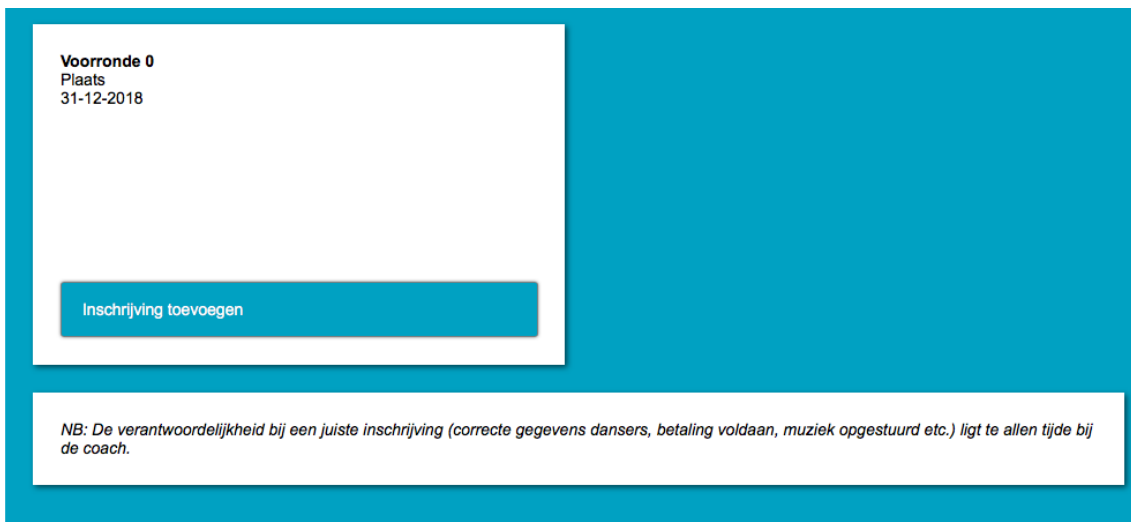 Voorronde 0
Plaats
31-12-2018
Inschrijving toevoegen
NB: De verantwoordelijkheid bij een juiste inschrijving (correcte gegevens dansers, betaling voldaan, muziek opgestuurd etc.) ligt te allen tijde bij
de coach.